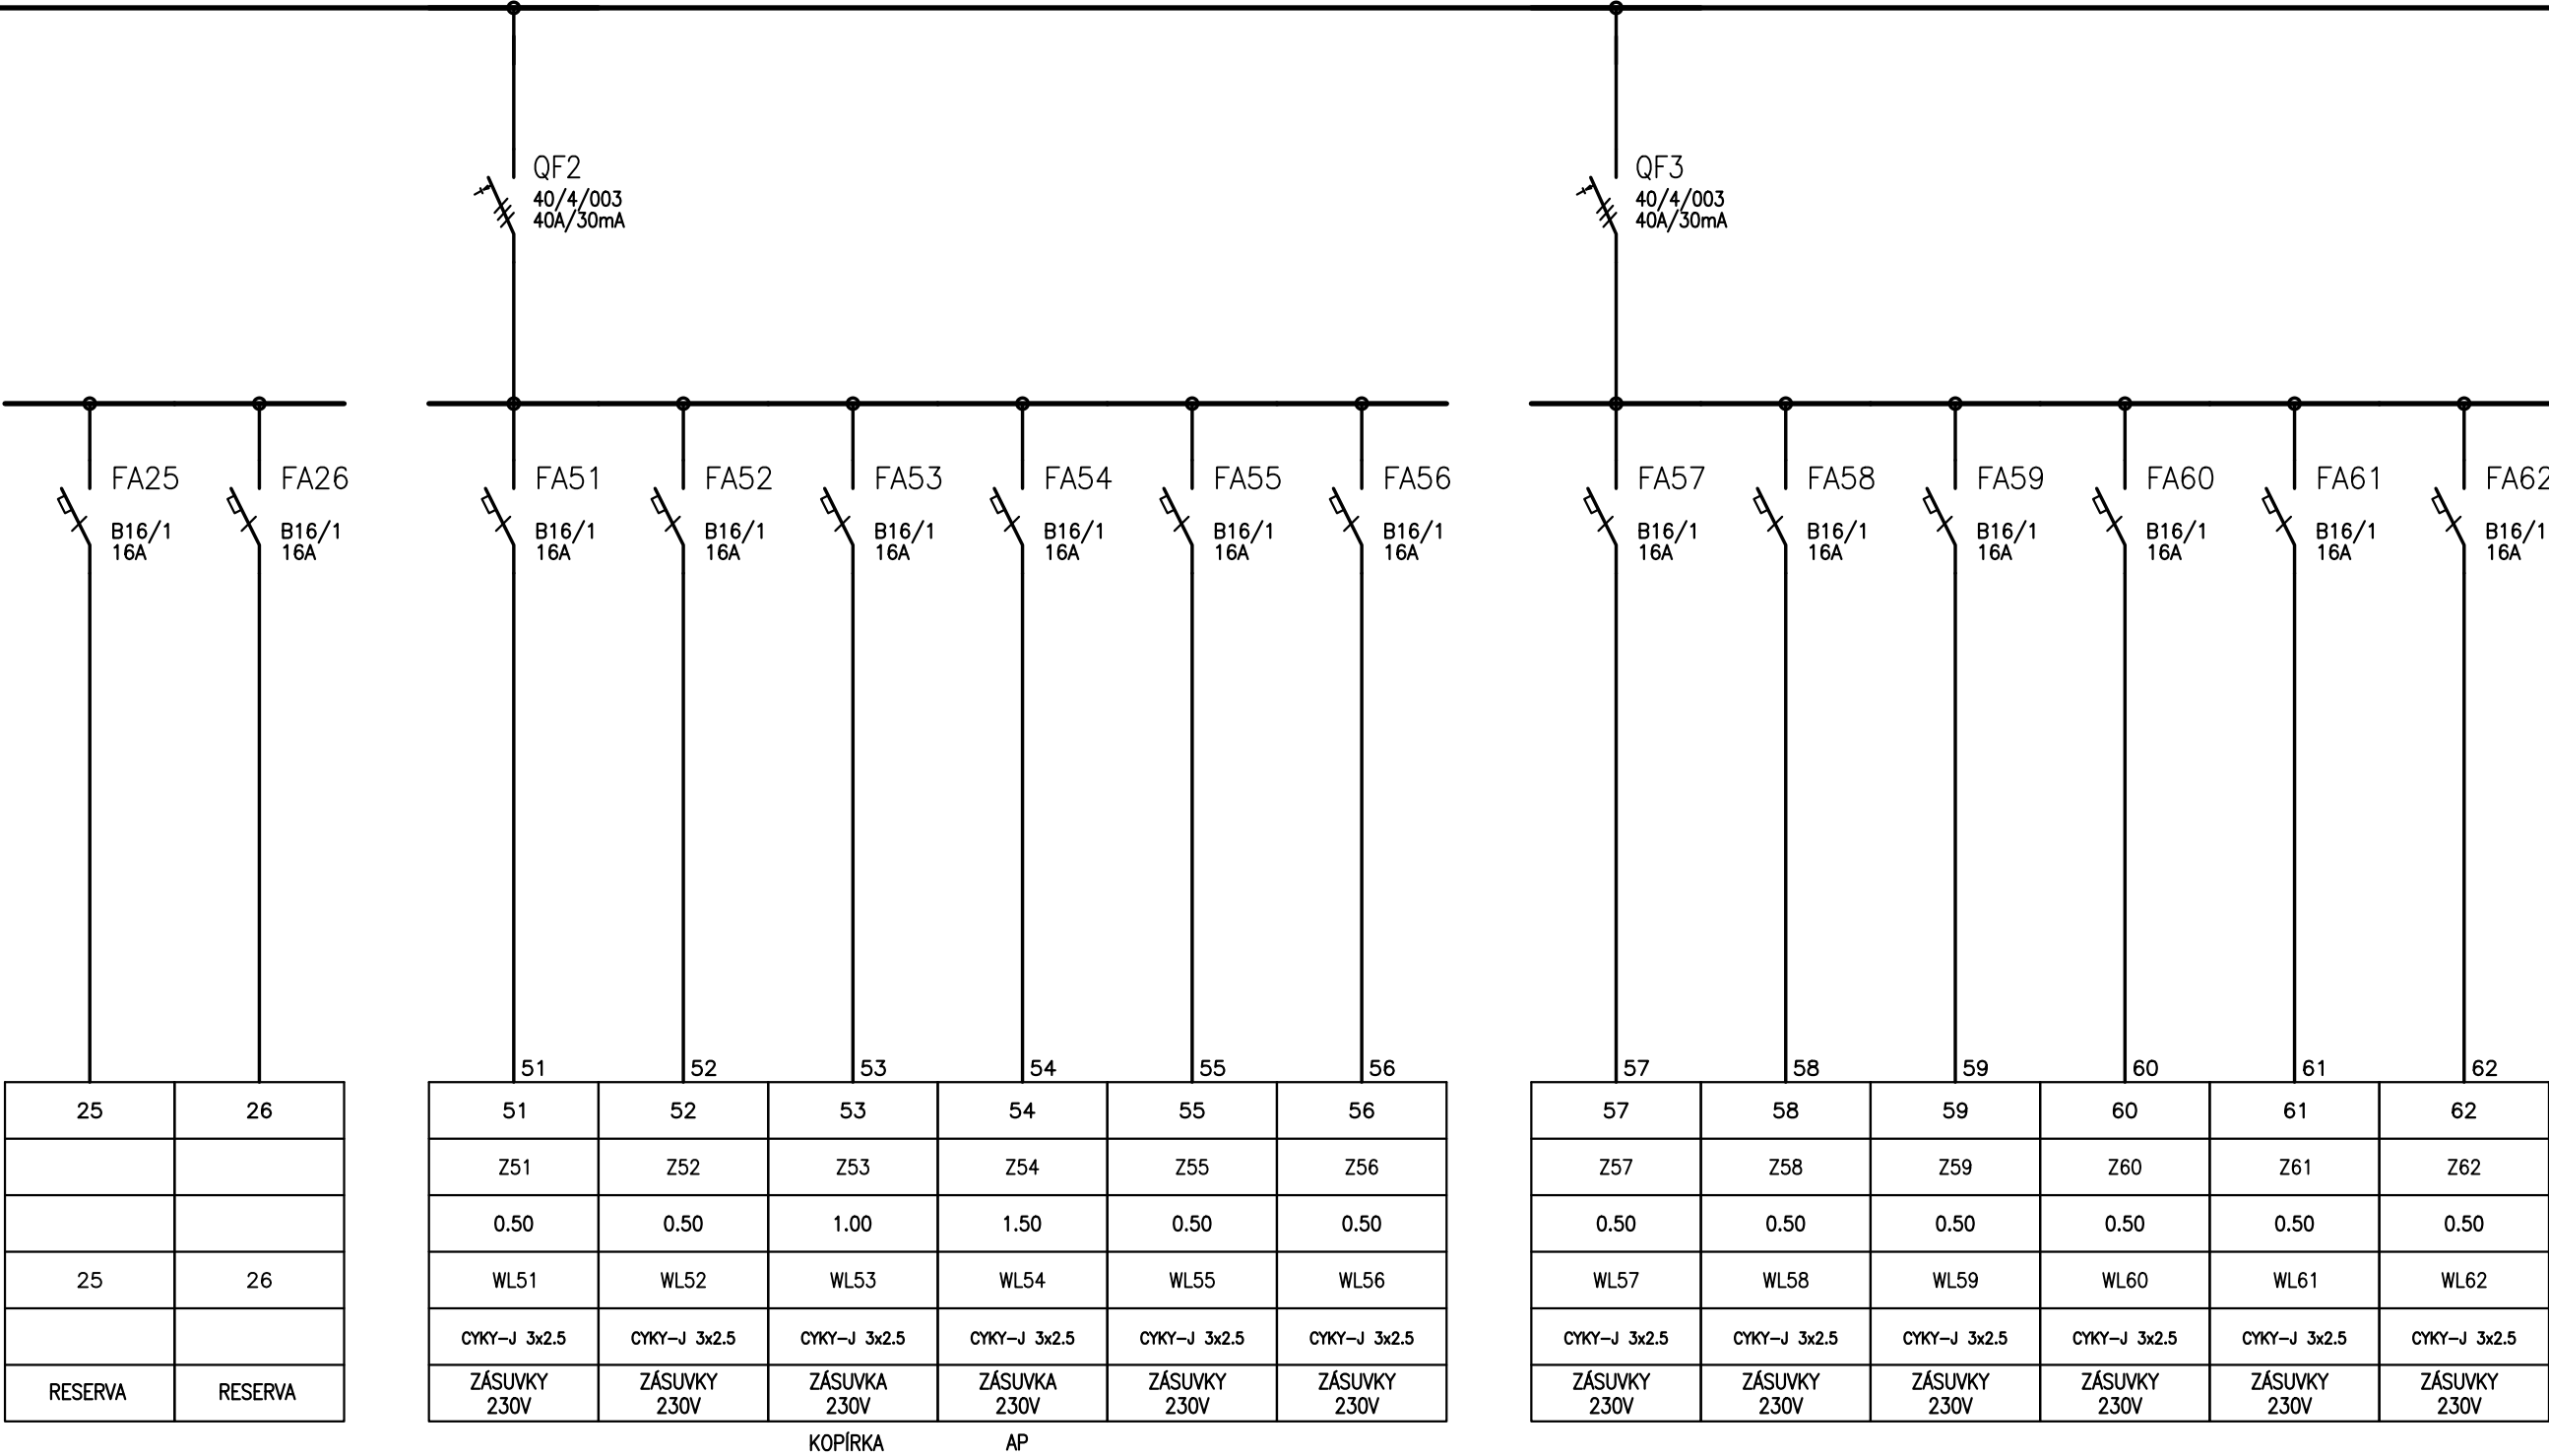 QF2
40/4/003
40A/30mA
QF3
40/4/003
40A/30mA
FA25
B16/1
16A
FA26
B16/1
16A
FA51
B16/1
16A
FA52
B16/1
16A
FA53
B16/1
16A
FA54
B16/1
16A
FA55
B16/1
16A
FA56
B16/1
16A
FA57
B16/1
16A
FA58
B16/1
16A
FA59
B16/1
16A
FA60
B16/1
16A
FA61
B16/1
16A
FA62
B16/1
16A
51 52 53 54 55 56 57 58 59 60 61 62
25 26 51 52 53 54 55 56 57 58 59 60 61 62
Z51 Z52 Z53 Z54 Z55 Z56 Z57 Z58 Z59 Z60 Z61 Z62
0.50 0.50 1.00 1.50 0.50 0.50 0.50 0.50 0.50 0.50 0.50 0.50
25 26 WL51 WL52 WL53 WL54 WL55 WL56 WL57 WL58 WL59 WL60 WL61 WL62
CYKY-J 3x2.5 CYKY-J 3x2.5 CYKY-J 3x2.5 CYKY-J 3x2.5 CYKY-J 3x2.5 CYKY-J 3x2.5 CYKY-J 3x2.5 CYKY-J 3x2.5 CYKY-J 3x2.5 CYKY-J 3x2.5 CYKY-J 3x2.5 CYKY-J 3x2.5
RESERVA RESERVA
ZÁSUVKY ZÁSUVKY ZÁSUVKA ZÁSUVKA ZÁSUVKY ZÁSUVKY ZÁSUVKY ZÁSUVKY ZÁSUVKY ZÁSUVKY ZÁSUVKY ZÁSUVKY
230V 230V 230V 230V 230V 230V 230V 230V 230V 230V 230V 230V
KOPÍRKA AP